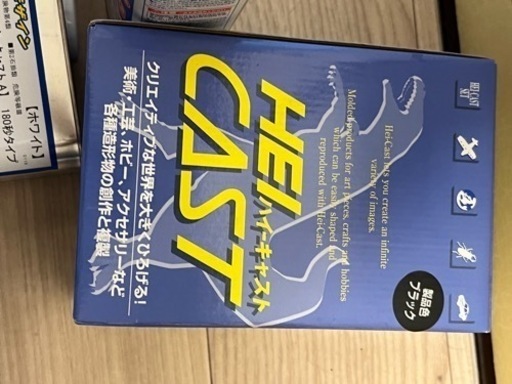 HEI CAST
SET
Hei-Cast lets you create an infinite
variety of images.
Molded products for art pieces, crafts and hobbies
which can be easily shaped and
reproduced with Hei-Cast.
HEI
ハイーキャスト
CAST
クリエイティブな世界を大きくひろげる!
美術・工芸、ホビー、アクセサリーなど
各種造形物の創作と複製
製品色
ブラック
【ホワイト】
180秒タイプ